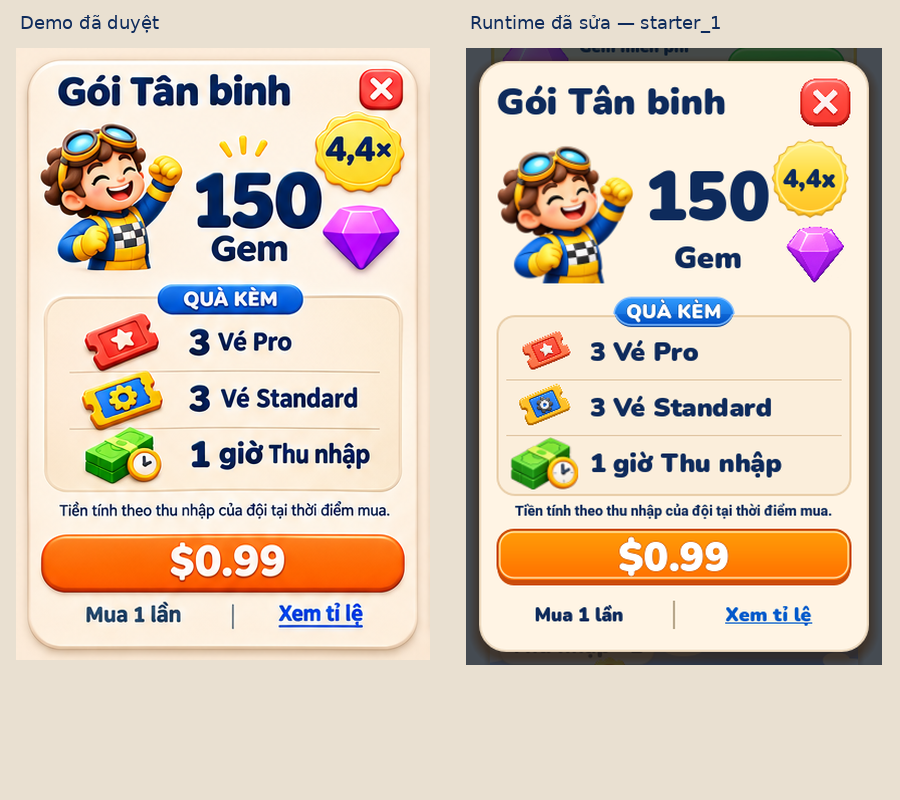 Demo đã duyệt
Gói Tân binh
4,4x
150
Gem
QUÀ KÈM
3 Vé Pro
3 Vé Standard
1 giờ Thu nhập
Tiền tính theo thu nhập của đội tại thời điểm mua.
$0.99
Mua 1 lần | Xem tỉ lệ
Runtime đã sửa — starter_1
Gem miễn phí
Gói Tân binh
4,4x
150
Gem
QUÀ KÈM
3 Vé Pro
3 Vé Standard
1 giờ Thu nhập
Tiền tính theo thu nhập của đội tại thời điểm mua.
$0.99
Mua 1 lần | Xem tỉ lệ